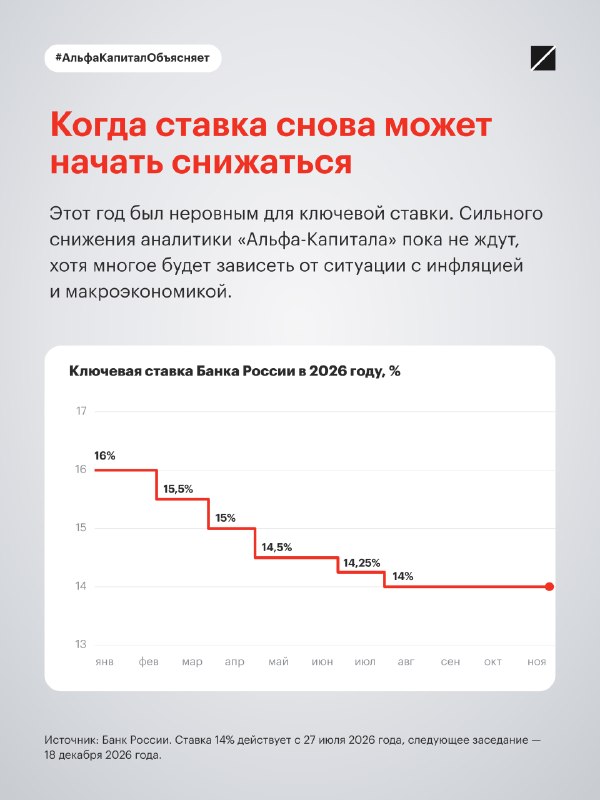 #АльфаКапиталОбъясняет
Когда ставка снова может
начать снижаться
Этот год был неровным для ключевой ставки. Сильного
снижения аналитики «Альфа-Капитала» пока не ждут,
хотя многое будет зависеть от ситуации с инфляцией
и макроэкономикой.
Ключевая ставка Банка России в 2026 году, %
17
16%
16
15,5%
15%
15
14,5%
14,25%
14%
14
13
янв фев мар апр май июн июл авг сен окт ноя
Источник: Банк России. Ставка 14% действует с 27 июля 2026 года, следующее заседание —
18 декабря 2026 года.